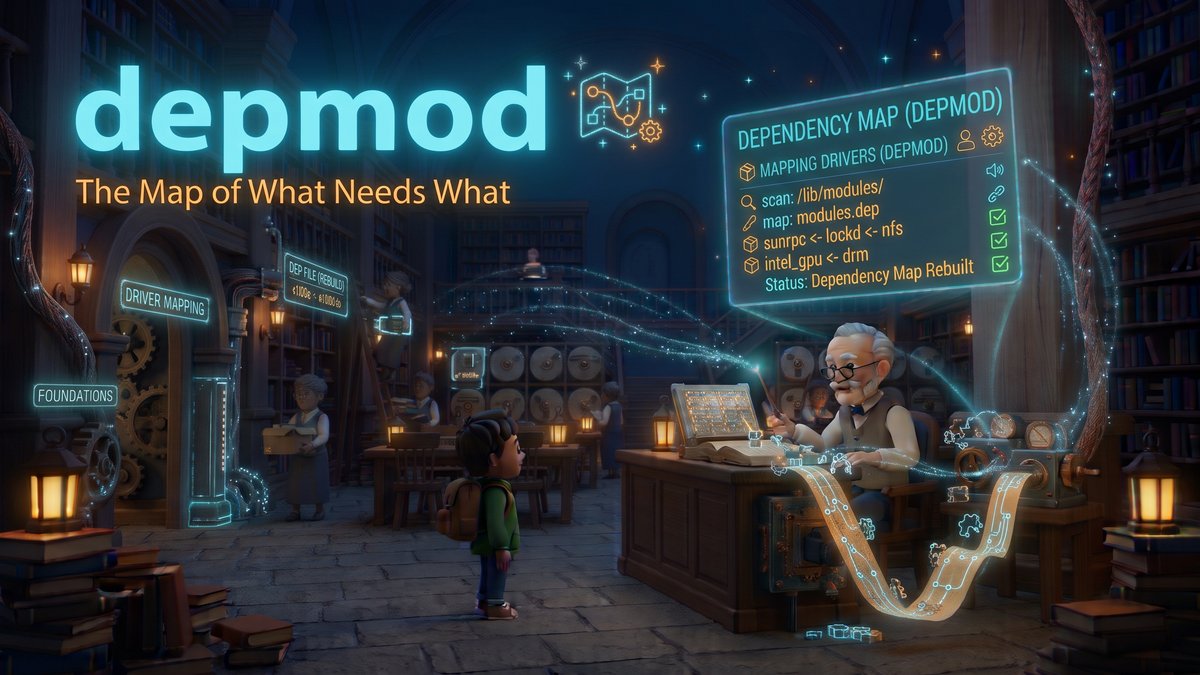 depmod
The Map of What Needs What
DEPENDENCY MAP (DEPMOD)
MAPPING DRIVERS (DEPMOD)
scan: /lib/modules/
map: modules.dep
sunrpc <- lockd <- nfs
intel_gpu <- drm
Status: Dependency Map Rebuilt
DEP FILE (REBUILD)
DRIVER MAPPING
FOUNDATIONS